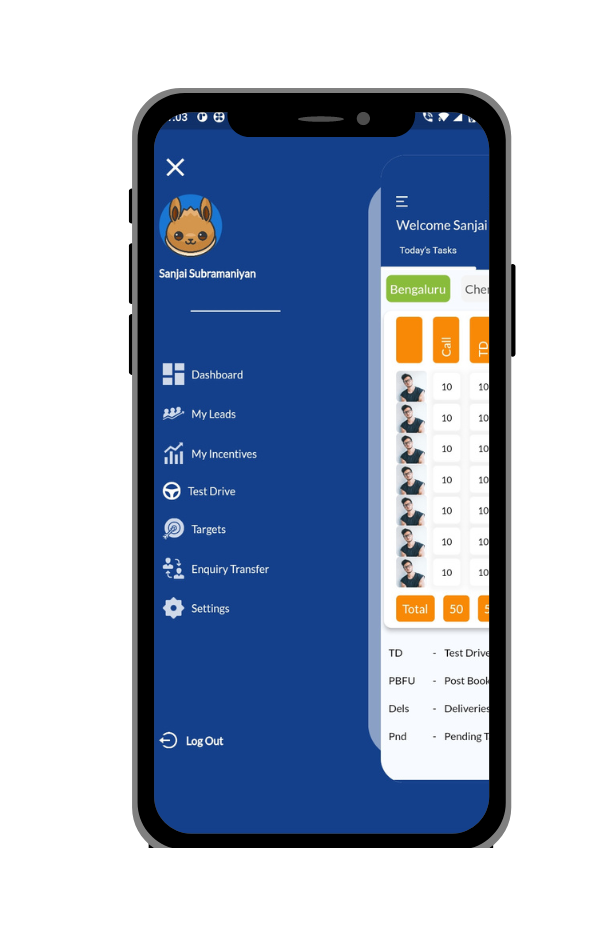 :03
Sanjai Subramaniyan
Dashboard
My Leads
My Incentives
Test Drive
Targets
Enquiry Transfer
Settings
Log Out
Welcome Sanjai
Today's Tasks
Bengaluru Cher
Call TD
10 10
10 10
10 10
10 10
10 10
10 10
10 10
Total 50 5
TD - Test Drive
PBFU - Post Book
Dels - Deliveries
Pnd - Pending T